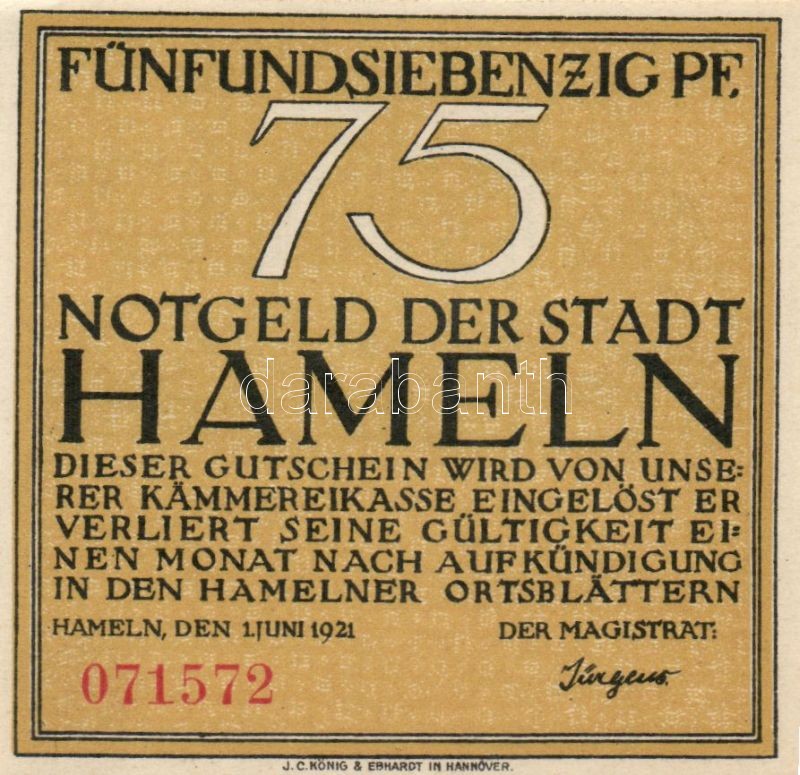 FÜNFUNDSIEBENZIG PF.
75
NOTGELD DER STADT
HAMELN
darabanth
DIESER GUTSCHEIN WIRD VON UNSE=
RER KÄMMEREIKASSE EINGELÖST ER
VERLIERT SEINE GÜLTIGKEIT EI=
NEN MONAT NACH AUFKÜNDIGUNG
IN DEN HAMELNER ORTSBLÄTTERN
HAMELN, DEN 1. JUNI 1921 DER MAGISTRAT:
071572 Jürgens.
J. C. KÖNIG & EBHARDT IN HANNOVER.